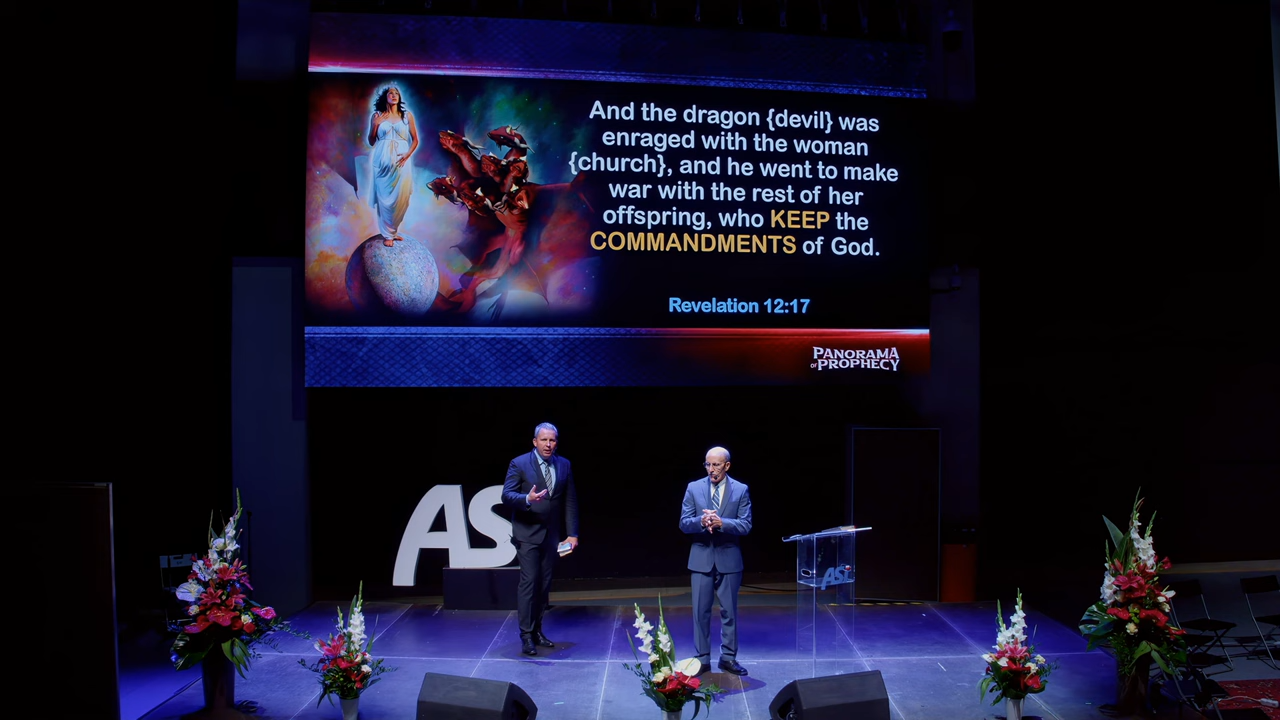 And the dragon {devil} was
enraged with the woman
{church}, and he went to make
war with the rest of her
offspring, who KEEP the
COMMANDMENTS of God.
Revelation 12:17
PANORAMA
OF PROPHECY
AS
AS